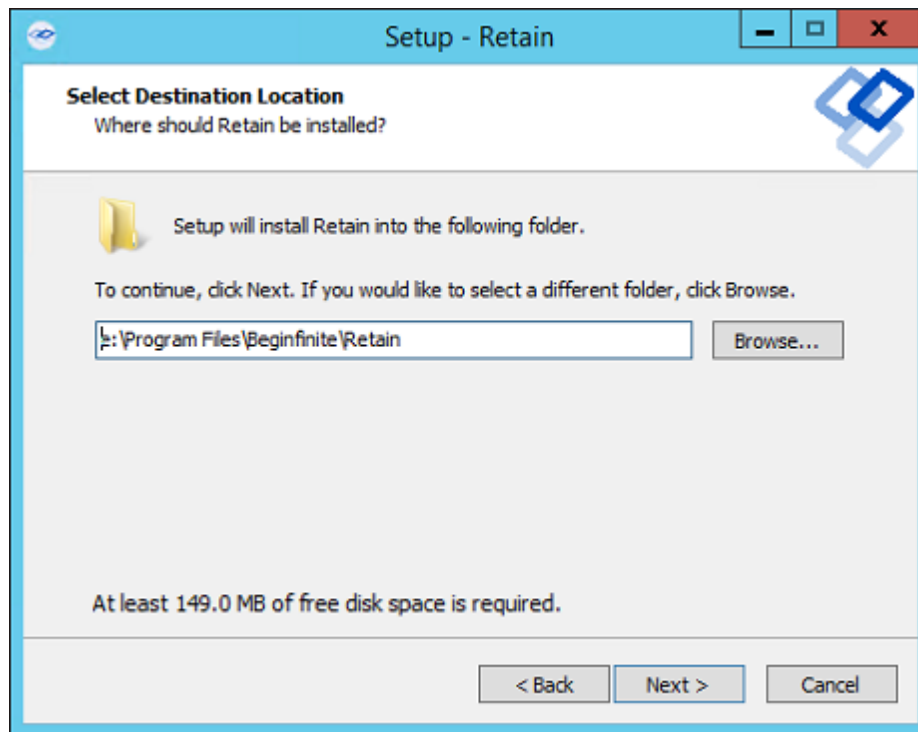 Setup - Retain
Select Destination Location
Where should Retain be installed?
Setup will install Retain into the following folder.
To continue, click Next. If you would like to select a different folder, click Browse.
e:\Program Files\Beginfinite\Retain
Browse...
At least 149.0 MB of free disk space is required.
< Back
Next >
Cancel